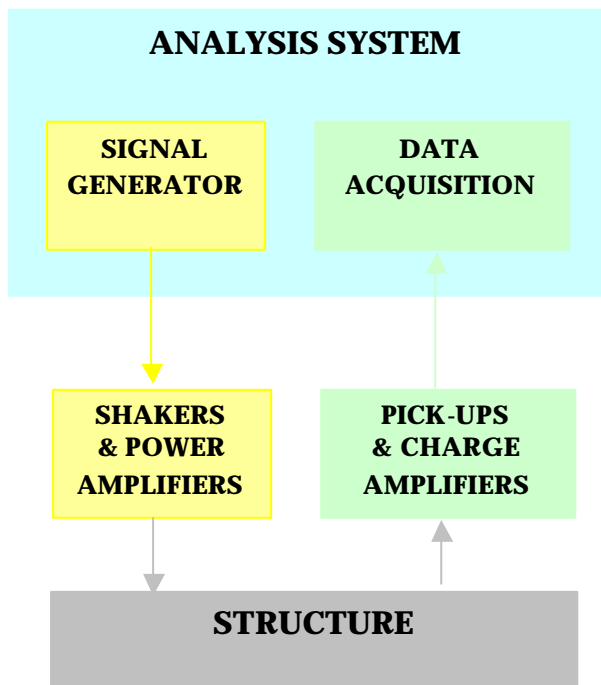 ANALYSIS SYSTEM
SIGNAL
GENERATOR
DATA
ACQUISITION
SHAKERS
& POWER
AMPLIFIERS
PICK-UPS
& CHARGE
AMPLIFIERS
STRUCTURE